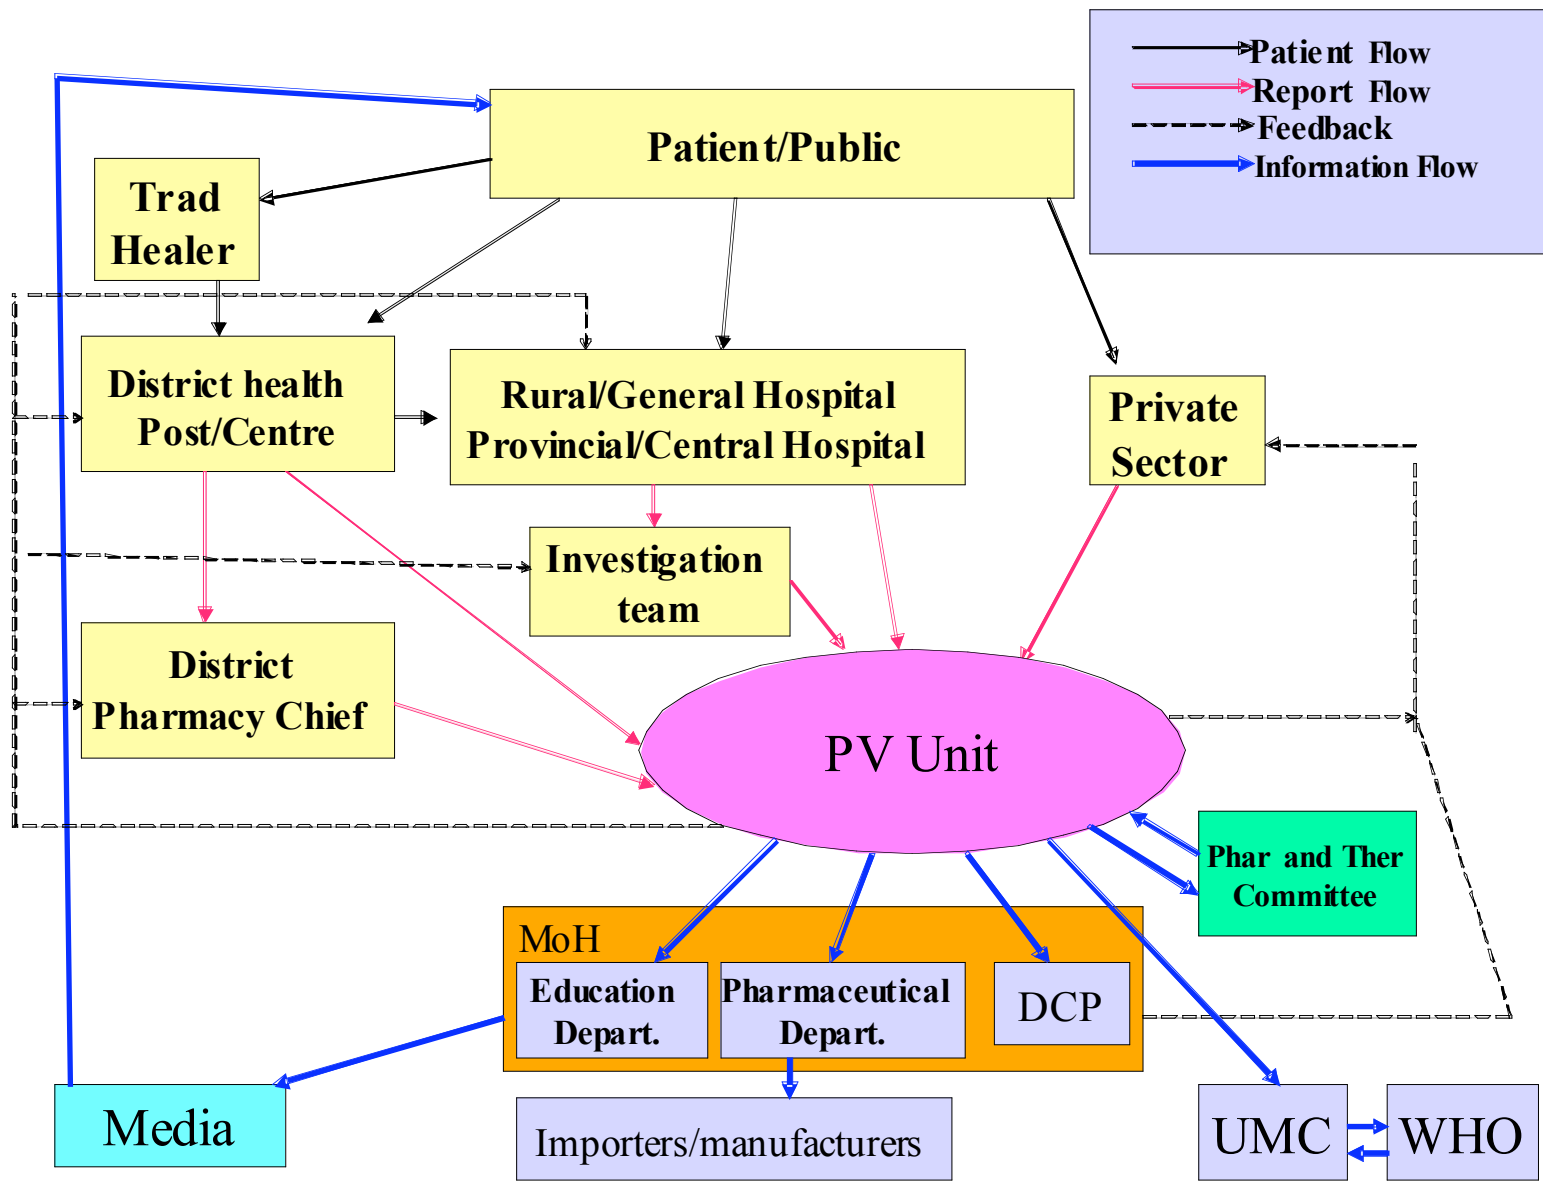 Patient Flow
Report Flow
Feedback
Information Flow
Patient/Public
Trad
Healer
District health
Post/Centre
Rural/General Hospital
Provincial/Central Hospital
Private
Sector
Investigation
team
District
Pharmacy Chief
PV Unit
Phar and Ther
Committee
MoH
Education
Depart.
Pharmaceutical
Depart.
DCP
Media
Importers/manufacturers
UMC
WHO